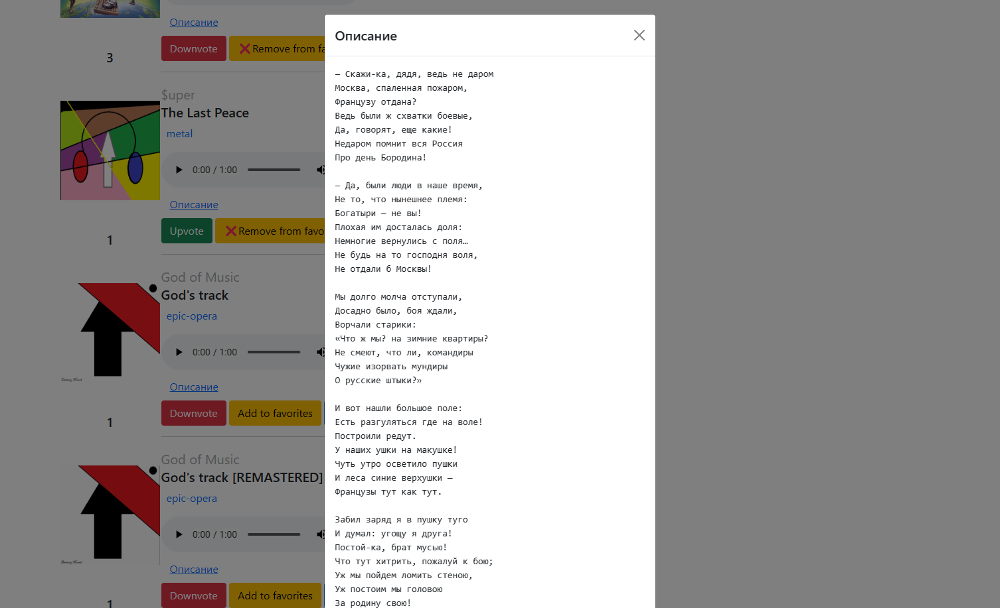 Описание
Downvote
❌Remove from fa
3
$uper
The Last Peace
metal
0:00 / 1:00
Описание
Upvote
❌Remove from favo
1
God of Music
God's track
epic-opera
0:00 / 1:00
Описание
Downvote
Add to favorites
1
God of Music
God's track [REMASTERED]
epic-opera
0:00 / 1:00
Описание
Downvote
Add to favorites
1
Описание
– Скажи-ка, дядя, ведь не даром
Москва, спаленная пожаром,
Французу отдана?
Ведь были ж схватки боевые,
Да, говорят, еще какие!
Недаром помнит вся Россия
Про день Бородина!
– Да, были люди в наше время,
Не то, что нынешнее племя:
Богатыри – не вы!
Плохая им досталась доля:
Немногие вернулись с поля…
Не будь на то господня воля,
Не отдали б Москвы!
Мы долго молча отступали,
Досадно было, боя ждали,
Ворчали старики:
«Что ж мы? на зимние квартиры?
Не смеют, что ли, командиры
Чужие изорвать мундиры
О русские штыки?»
И вот нашли большое поле:
Есть разгуляться где на воле!
Построили редут.
У наших ушки на макушке!
Чуть утро осветило пушки
И леса синие верхушки –
Французы тут как тут.
Забил заряд я в пушку туго
И думал: угощу я друга!
Постой-ка, брат мусью!
Что тут хитрить, пожалуй к бою;
Уж мы пойдем ломить стеною,
Уж постоим мы головою
За родину свою!